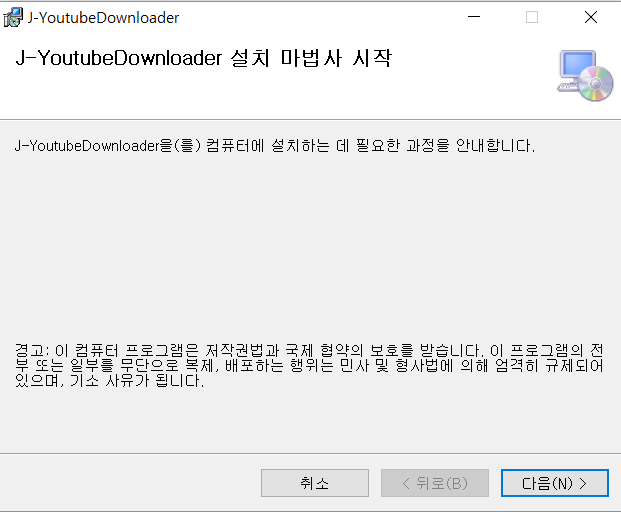 J-YoutubeDownloader
J-YoutubeDownloader 설치 마법사 시작
J-YoutubeDownloader을(를) 컴퓨터에 설치하는 데 필요한 과정을 안내합니다.
경고: 이 컴퓨터 프로그램은 저작권법과 국제 협약의 보호를 받습니다. 이 프로그램의 전
부 또는 일부를 무단으로 복제, 배포하는 행위는 민사 및 형사법에 의해 엄격히 규제되어
있으며, 기소 사유가 됩니다.
취소 < 뒤로(B) 다음(N) >